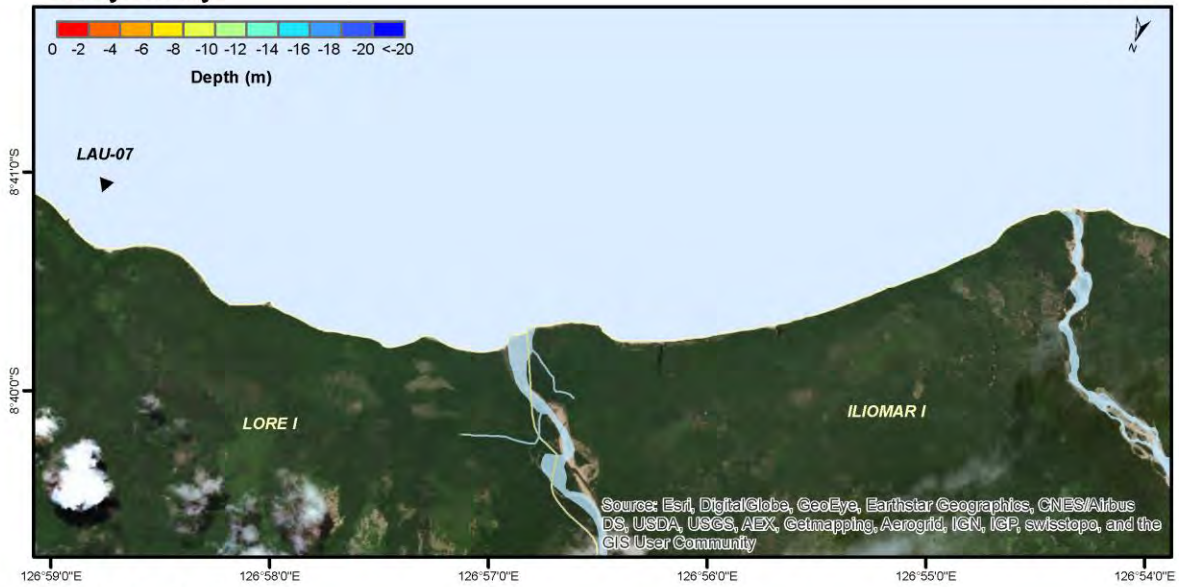 0 -2 -4 -6 -8 -10 -12 -14 -16 -18 -20 <-20
Depth (m)
N
LAU-07
8°41'0"S
8°40'0"S
LORE I
ILIOMAR I
Source: Esri, DigitalGlobe, GeoEye, Earthstar Geographics, CNES/Airbus
DS, USDA, USGS, AEX, Getmapping, Aerogrid, IGN, IGP, swisstopo, and the
GIS User Community
126°59'0"E 126°58'0"E 126°57'0"E 126°56'0"E 126°55'0"E 126°54'0"E